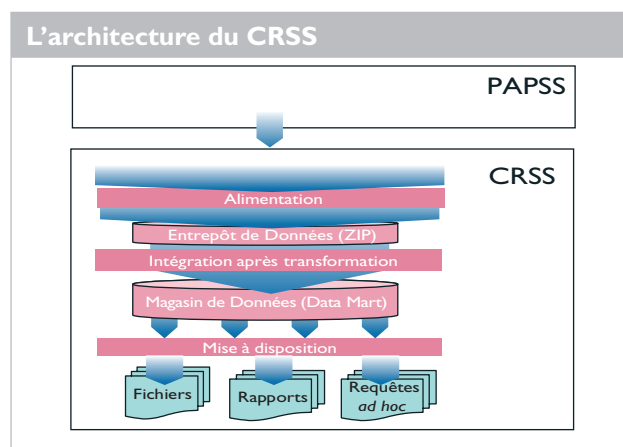 L'architecture du CRSS
PAPSS
CRSS
Alimentation
Entrepôt de Données (ZIP)
Intégration après transformation
Magasin de Données (Data Mart)
Mise à disposition
Fichiers
Rapports
Requêtes
ad hoc